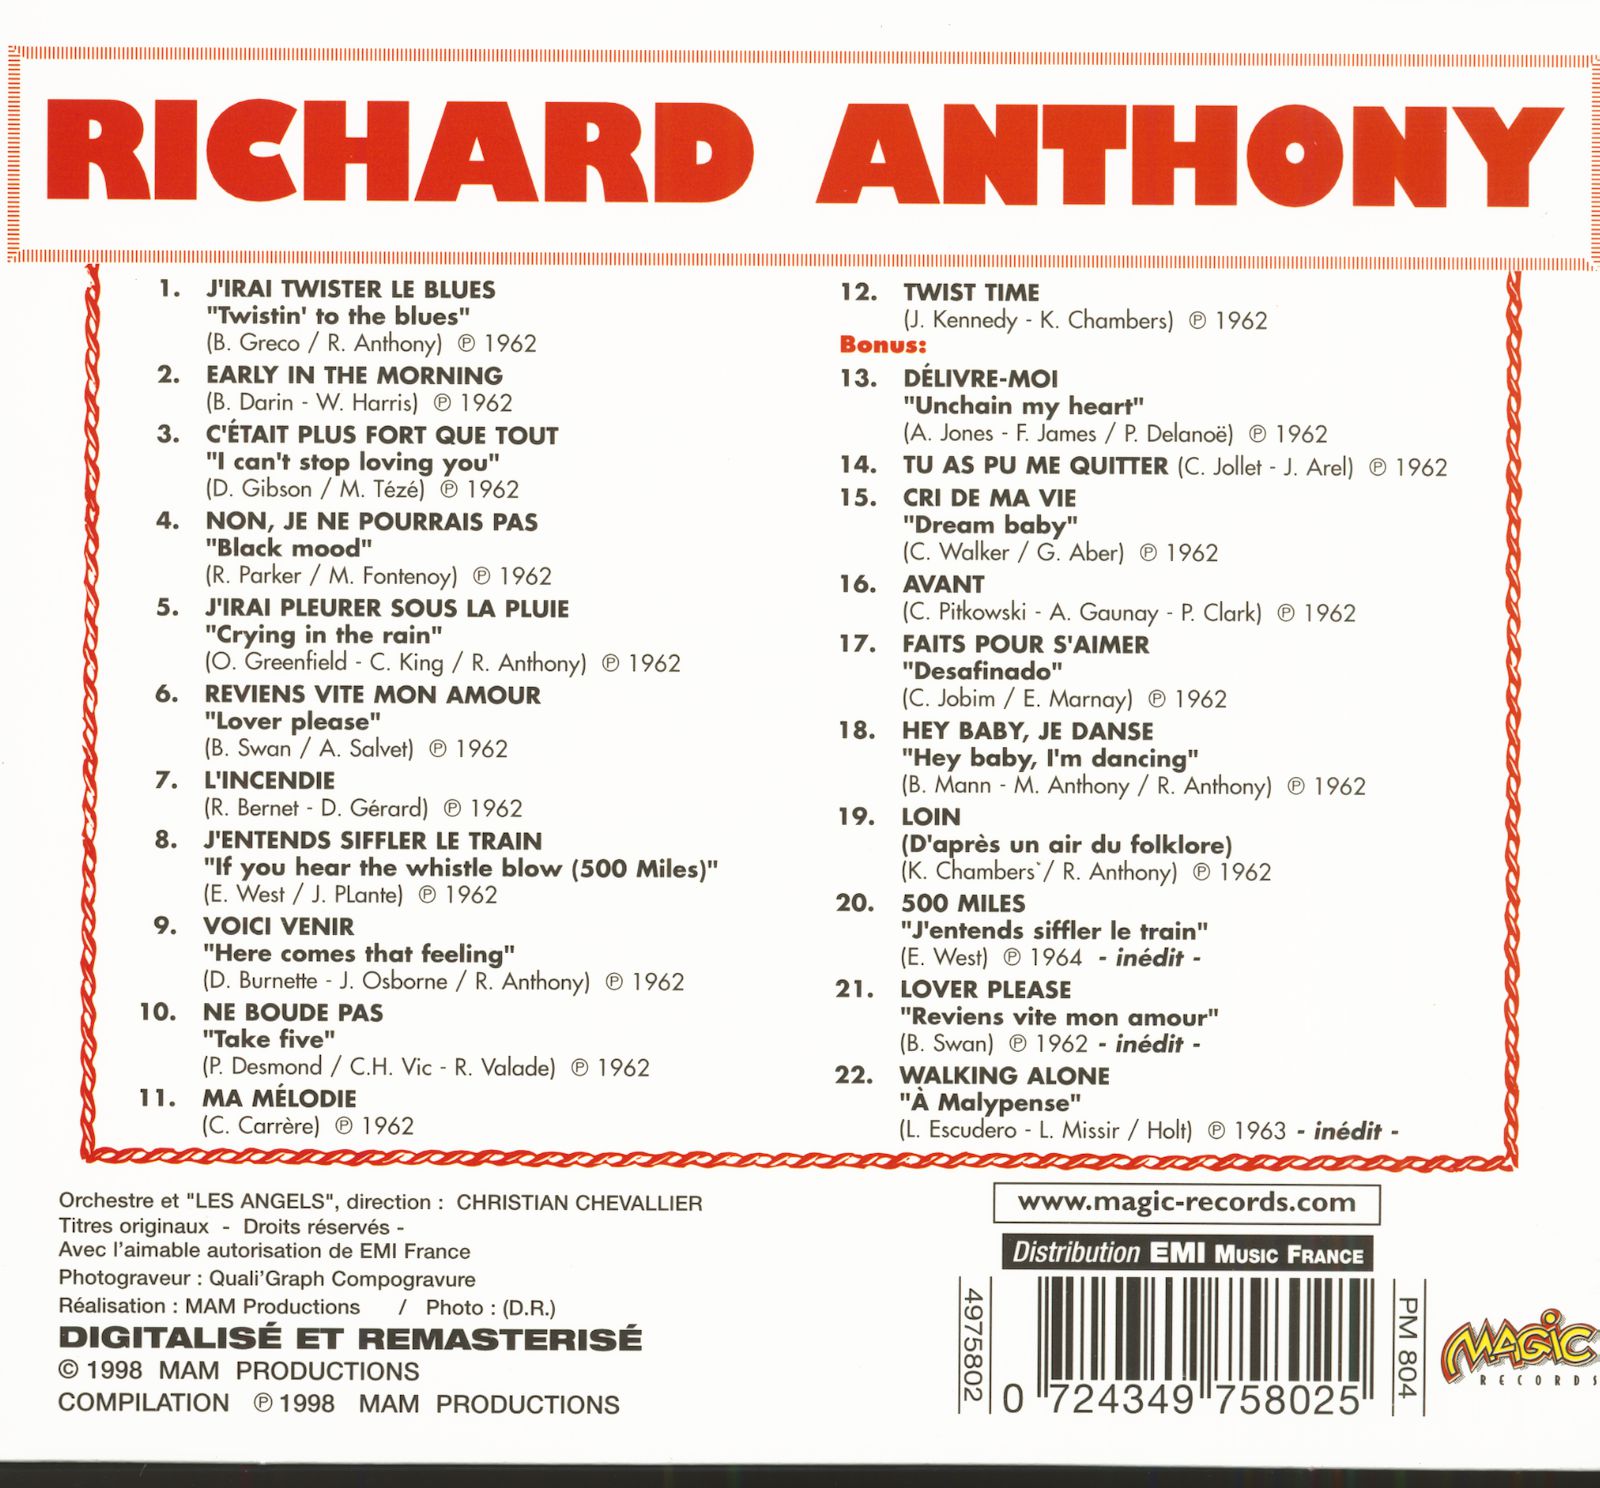 RICHARD ANTHONY
1. J'IRAI TWISTER LE BLUES
"Twistin' to the blues"
(B. Greco / R. Anthony) ℗ 1962
2. EARLY IN THE MORNING
(B. Darin - W. Harris) ℗ 1962
3. C'ÉTAIT PLUS FORT QUE TOUT
"I can't stop loving you"
(D. Gibson / M. Tézé) ℗ 1962
4. NON, JE NE POURRAIS PAS
"Black mood"
(R. Parker / M. Fontenoy) ℗ 1962
5. J'IRAI PLEURER SOUS LA PLUIE
"Crying in the rain"
(O. Greenfield - C. King / R. Anthony) ℗ 1962
6. REVIENS VITE MON AMOUR
"Lover please"
(B. Swan / A. Salvet) ℗ 1962
7. L'INCENDIE
(R. Bernet - D. Gérard) ℗ 1962
8. J'ENTENDS SIFFLER LE TRAIN
"If you hear the whistle blow (500 Miles)"
(E. West / J. PLante) ℗ 1962
9. VOICI VENIR
"Here comes that feeling"
(D. Burnette - J. Osborne / R. Anthony) ℗ 1962
10. NE BOUDE PAS
"Take five"
(P. Desmond / C.H. Vic - R. Valade) ℗ 1962
11. MA MÉLODIE
(C. Carrère) ℗ 1962
12. TWIST TIME
(J. Kennedy - K. Chambers) ℗ 1962
Bonus:
13. DÉLIVRE-MOI
"Unchain my heart"
(A. Jones - F. James / P. Delanoë) ℗ 1962
14. TU AS PU ME QUITTER (C. Jollet - J. Arel) ℗ 1962
15. CRI DE MA VIE
"Dream baby"
(C. Walker / G. Aber) ℗ 1962
16. AVANT
(C. Pitkowski - A. Gaunay - P. Clark) ℗ 1962
17. FAITS POUR S'AIMER
"Desafinado"
(C. Jobim / E. Marnay) ℗ 1962
18. HEY BABY, JE DANSE
"Hey baby, I'm dancing"
(B. Mann - M. Anthony / R. Anthony) ℗ 1962
19. LOIN
(D'après un air du folklore)
(K. Chambers / R. Anthony) ℗ 1962
20. 500 MILES
"J'entends siffler le train"
(E. West) ℗ 1964 - inédit -
21. LOVER PLEASE
"Reviens vite mon amour"
(B. Swan) ℗ 1962 - inédit -
22. WALKING ALONE
"À Malypense"
(L. Escudero - L. Missir / Holt) ℗ 1963 - inédit -
Orchestre et "LES ANGELS", direction : CHRISTIAN CHEVALLIER
Titres originaux - Droits réservés -
Avec l'aimable autorisation de EMI France
Photograveur : Quali'Graph Compogravure
Réalisation : MAM Productions / Photo : (D.R.)
DIGITALISÉ ET REMASTERISÉ
© 1998 MAM PRODUCTIONS
COMPILATION ℗ 1998 MAM PRODUCTIONS
www.magic-records.com
Distribution EMI MUSIC FRANCE
4975802
0 724349 758025
PM 804
MAGIC
RECORDS